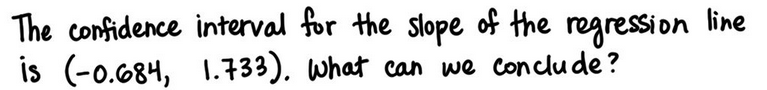 The confidence interval for the slope of the regression line
is (-0.684, 1.733). What can we conclude?